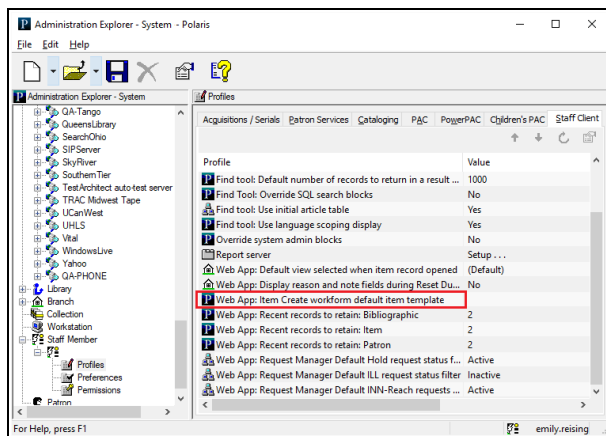 Administration Explorer - System - Polaris
File Edit Help
Administration Explorer - System
Profiles
QA-Tango
QueensLibrary
SearchOhio
SIPServer
SkyRiver
SouthernTier
TestArchitect auto-test server
TRAC Midwest Tape
UCanWest
UHLS
Vital
WindowsLive
Yahoo
QA-PHONE
Library
Branch
Collection
Workstation
Staff Member
Profiles
Preferences
Permissions
Patron
Acquisitions / Serials Patron Services Cataloging PAC PowerPAC Children's PAC Staff Client
Profile Value
Find tool: Default number of records to return in a result ... 1000
Find Tool: Override SQL search blocks No
Find tool: Use initial article table Yes
Find tool: Use language scoping display Yes
Override system admin blocks No
Report server Setup . . .
Web App: Default view selected when item record opened (Default)
Web App: Display reason and note fields during Reset Du... No
Web App: Item Create workform default item template
Web App: Recent records to retain: Bibliographic 2
Web App: Recent records to retain: Item 2
Web App: Recent records to retain: Patron 2
Web App: Request Manager Default Hold request status f... Active
Web App: Request Manager Default ILL request status filter Inactive
Web App: Request Manager Default INN-Reach requests ... Active
For Help, press F1
emily.reising